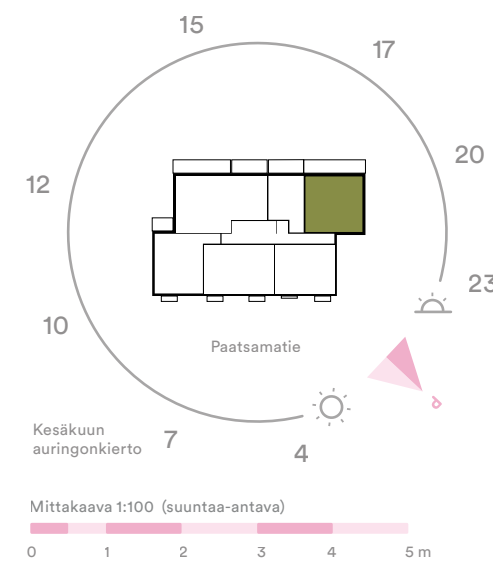 15
17
20
12
23
10
Paatsamatie
P
Kesäkuun
auringonkierto
7
4
Mittakaava 1:100 (suuntaa-antava)
0 1 2 3 4 5 m